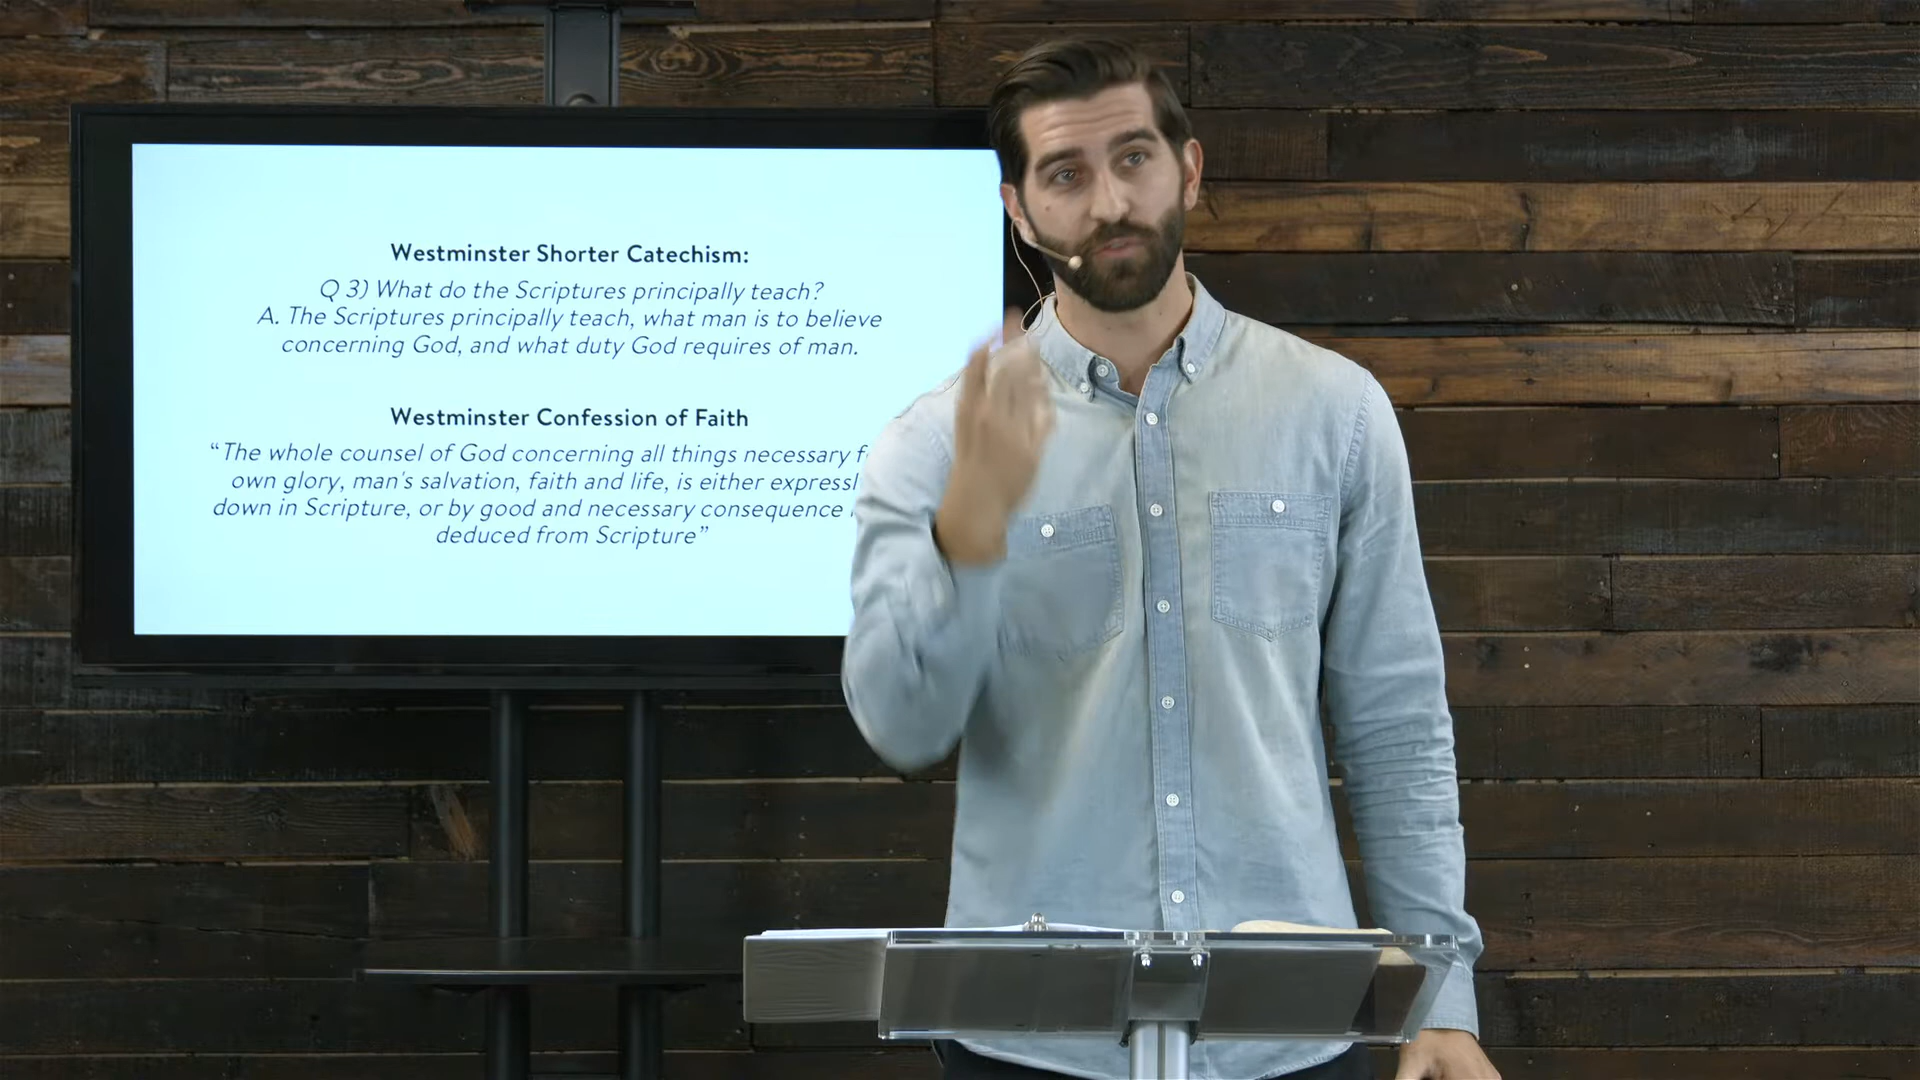 Westminster Shorter Catechism:
Q 3) What do the Scriptures principally teach?
A. The Scriptures principally teach, what man is to believe
concerning God, and what duty God requires of man.
Westminster Confession of Faith
“The whole counsel of God concerning all things necessary
own glory, man's salvation, faith and life, is either
down in Scripture, or by good and necessary consequence
deduced from Scripture”